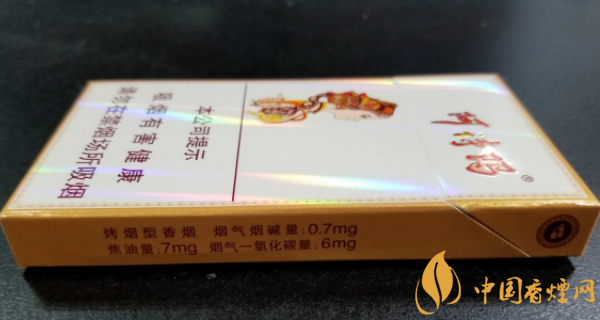 阿诗玛®
本公司提示
吸烟有害健康
请勿在禁烟场所吸烟
烤烟型香烟 烟气烟碱量:0.7mg
焦油量:7mg 烟气一氧化碳量:6mg
中国香煙网